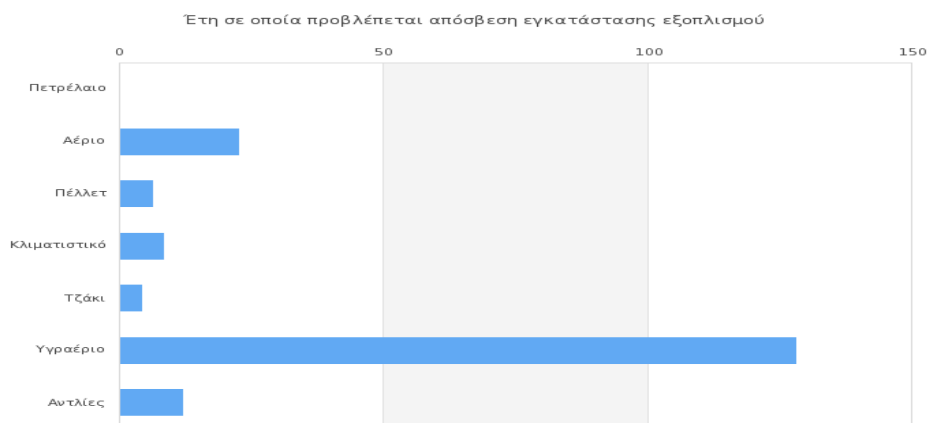 Έτη σε οποία προβλέπεται απόσβεση εγκατάστασης εξοπλισμού
0 50 100 150
Πετρέλαιο
Αέριο
Πέλλετ
Κλιματιστικό
Τζάκι
Υγραέριο
Αντλίες